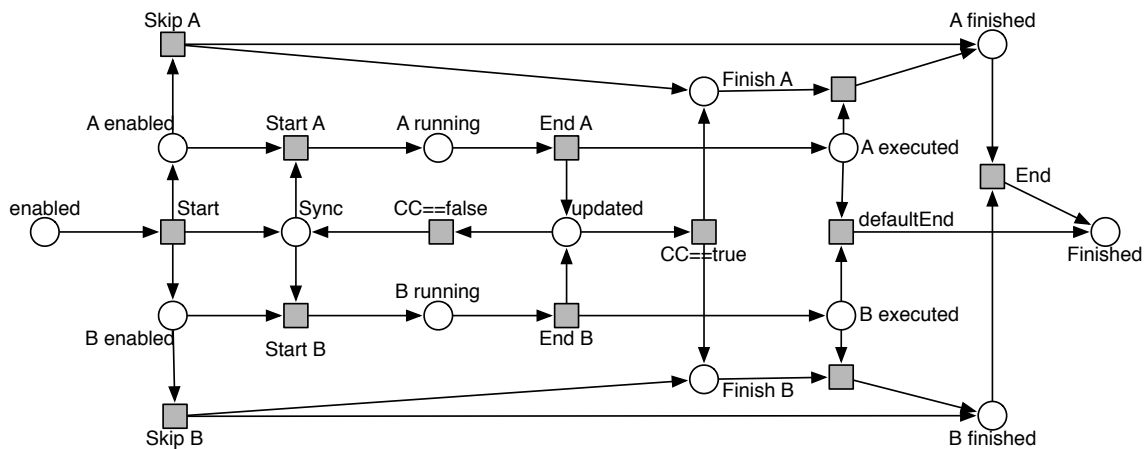 Skip A
A finished
Finish A
A enabled
Start A
A running
End A
A executed
End
enabled
Start
Sync
CC==false
updated
defaultEnd
CC==true
Finished
B running
B enabled
Start B
End B
B executed
Finish B
Skip B
B finished